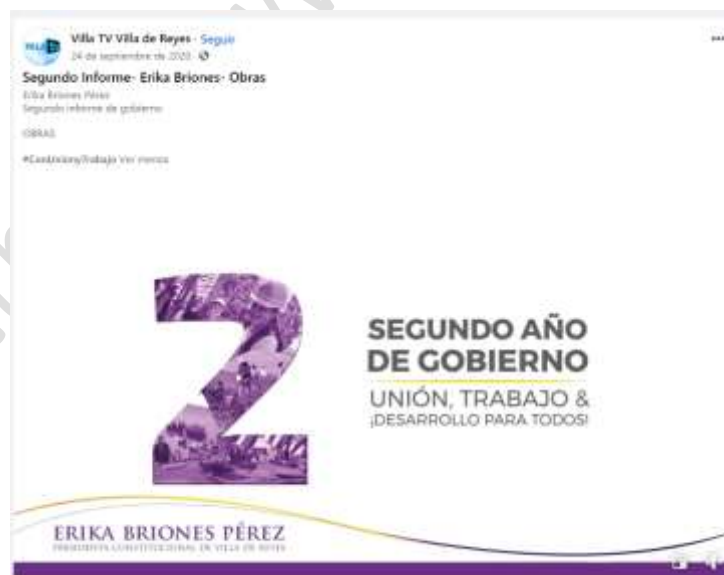 Villa TV Villa de Reyes · Seguir
24 de septiembre de 2020 ·
Segundo Informe- Erika Briones- Obras
Erika Briones Pérez
Segundo informe de gobierno
OBRAS
#ConUniónyTrabajo Ver menos
2
SEGUNDO AÑO
DE GOBIERNO
UNIÓN, TRABAJO &
¡DESARROLLO PARA TODOS!
ERIKA BRIONES PÉREZ
PRESIDENTA CONSTITUCIONAL DE VILLA DE REYES